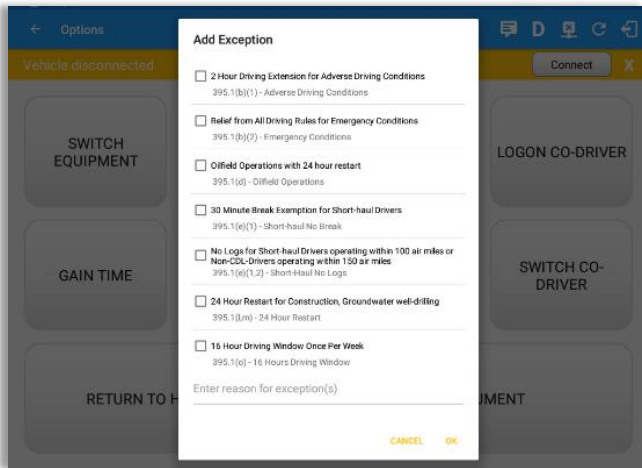 Options
Add Exception
D
Vehicle disconnected
Connect
X
2 Hour Driving Extension for Adverse Driving Conditions
395.1(b)(1) - Adverse Driving Conditions
Relief from All Driving Rules for Emergency Conditions
395.1(b)(2) - Emergency Conditions
Oilfield Operations with 24 hour restart
395.1(d) - Oilfield Operations
30 Minute Break Exemption for Short-haul Drivers
395.1(e)(1) - Short-haul No Break
No Logs for Short-haul Drivers operating within 100 air miles or
Non-CDL-Drivers operating within 150 air miles
395.1(e)(1,2) - Short-Haul No Logs
24 Hour Restart for Construction, Groundwater well-drilling
395.1(l,m) - 24 Hour Restart
16 Hour Driving Window Once Per Week
395.1(o) - 16 Hours Driving Window
Enter reason for exception(s)
CANCEL
OK
SWITCH
EQUIPMENT
LOGON CO-DRIVER
GAIN TIME
SWITCH CO-
DRIVER
RETURN TO H
UMENT